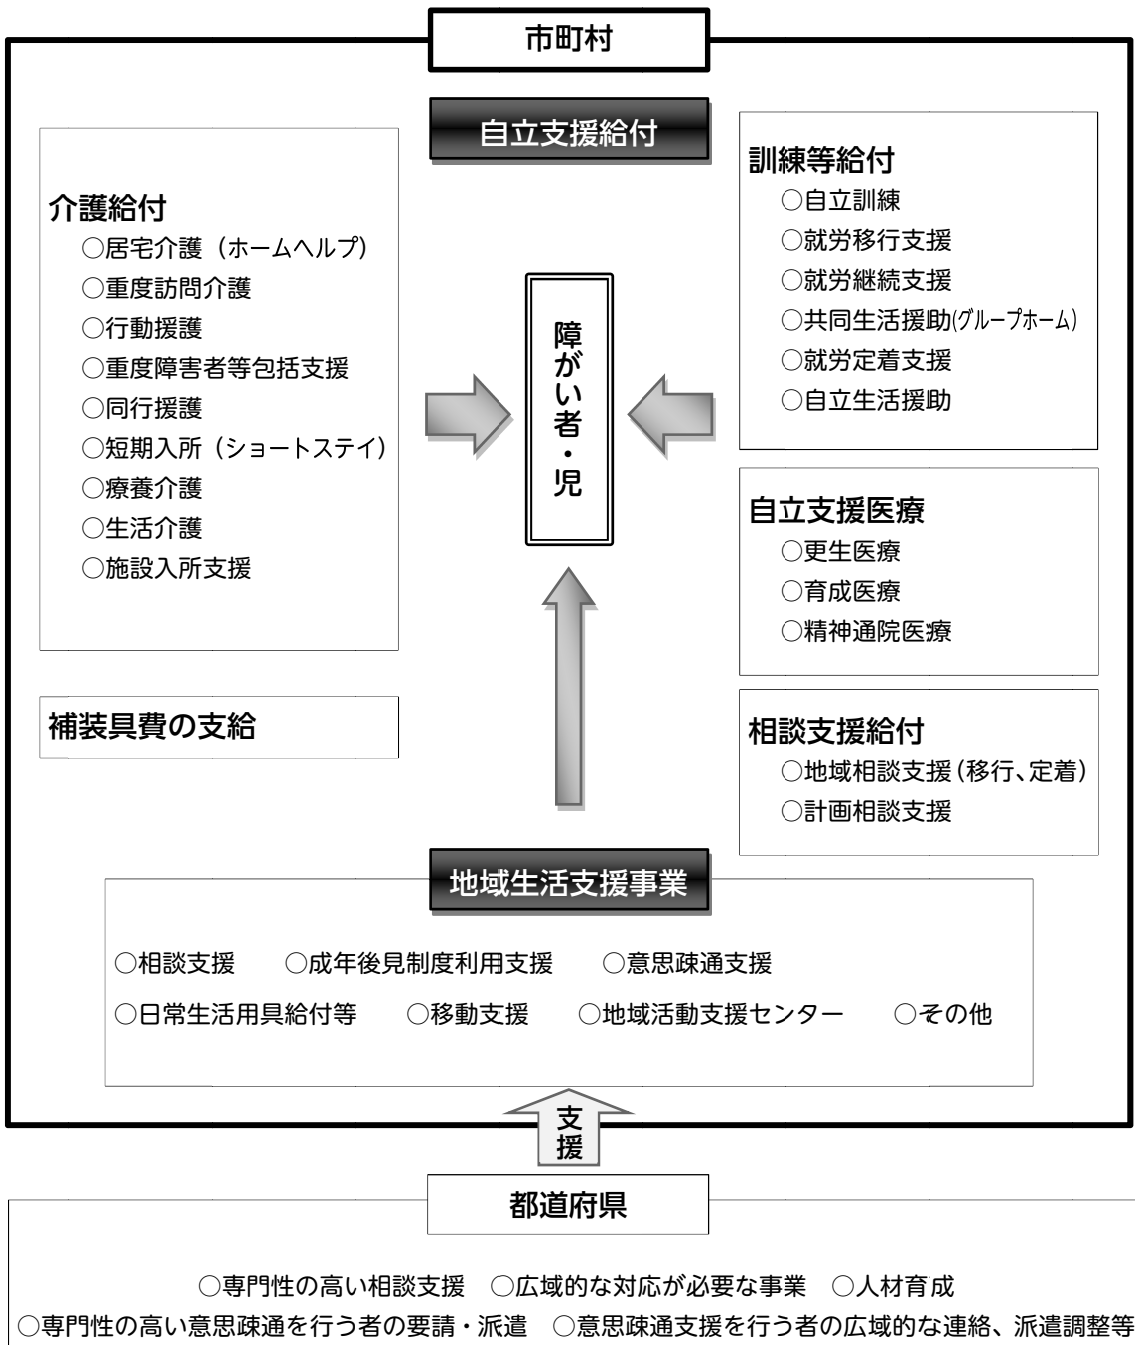 市町村
自立支援給付
介護給付
○居宅介護（ホームヘルプ）
○重度訪問介護
○行動援護
○重度障害者等包括支援
○同行援護
○短期入所（ショートステイ）
○療養介護
○生活介護
○施設入所支援
補装具費の支給
障がい者・児
訓練等給付
○自立訓練
○就労移行支援
○就労継続支援
○共同生活援助(グループホーム)
○就労定着支援
○自立生活援助
自立支援医療
○更生医療
○育成医療
○精神通院医療
相談支援給付
○地域相談支援（移行、定着）
○計画相談支援
地域生活支援事業
○相談支援　○成年後見制度利用支援　○意思疎通支援
○日常生活用具給付等　○移動支援　○地域活動支援センター　○その他
支援
都道府県
○専門性の高い相談支援　○広域的な対応が必要な事業　○人材育成
○専門性の高い意思疎通を行う者の要請・派遣　○意思疎通支援を行う者の広域的な連絡、派遣調整等